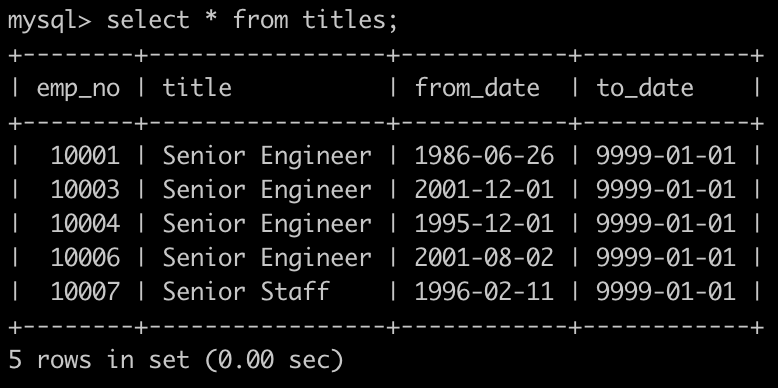 mysql> select * from titles;
+--------+-----------------+------------+------------+
| emp_no | title           | from_date  | to_date    |
+--------+-----------------+------------+------------+
|  10001 | Senior Engineer | 1986-06-26 | 9999-01-01 |
|  10003 | Senior Engineer | 2001-12-01 | 9999-01-01 |
|  10004 | Senior Engineer | 1995-12-01 | 9999-01-01 |
|  10006 | Senior Engineer | 2001-08-02 | 9999-01-01 |
|  10007 | Senior Staff    | 1996-02-11 | 9999-01-01 |
+--------+-----------------+------------+------------+
5 rows in set (0.00 sec)